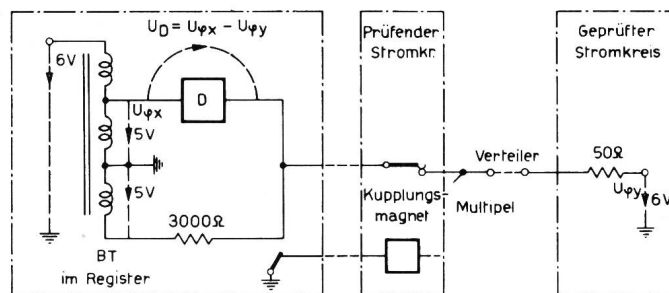 U_D = U_φx − U_φy
Prüfender
Stromkr.
Geprüfter
Stromkreis
6V
D
U_φx
5V
5V
3000Ω
BT
im Register
Kupplungs-
magnet
Multipel
Verteiler
50Ω
U_φy
6V